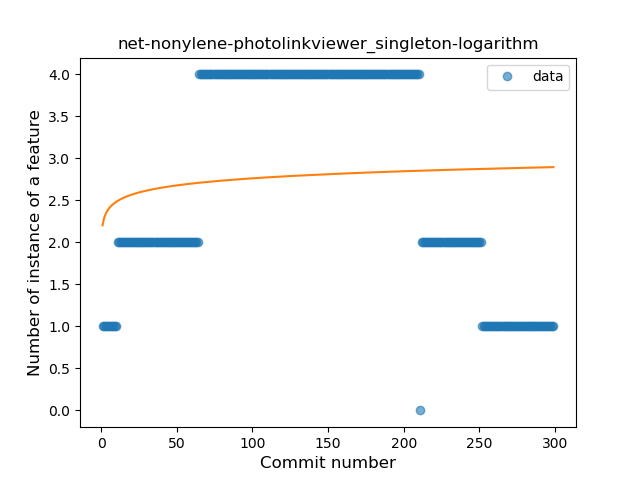 net-nonylene-photolinkviewer_singleton-logarithm
data
Number of instance of a feature
4.0
3.5
3.0
2.5
2.0
1.5
1.0
0.5
0.0
0 50 100 150 200 250 300
Commit number